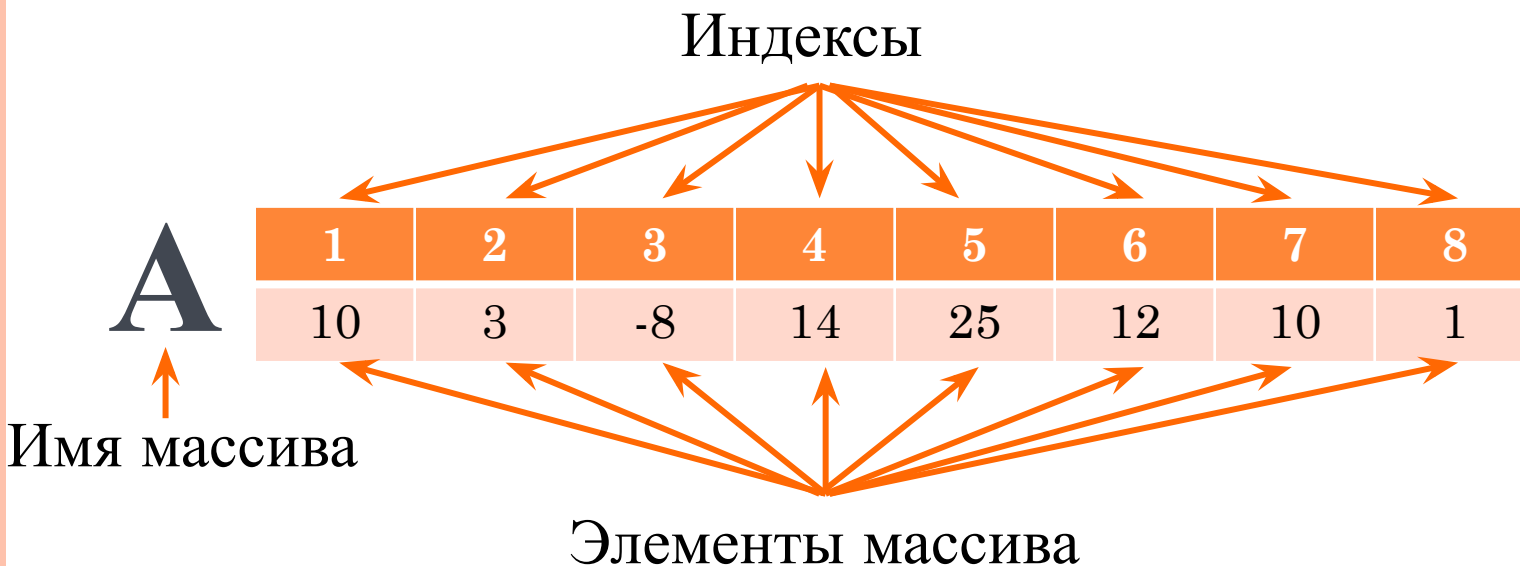 Индексы
A 1 2 3 4 5 6 7 8
10 3 -8 14 25 12 10 1
Имя массива
Элементы массива